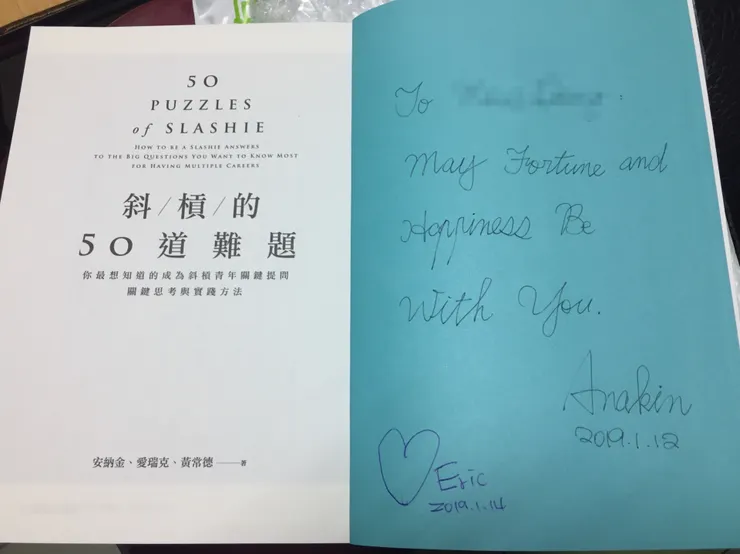 50
PUZZLES
of SLASHIE
HOW TO BE A SLASHIE ANSWERS
TO THE BIG QUESTIONS YOU WANT TO KNOW MOST
FOR HAVING MULTIPLE CAREERS
斜/槓/的
50道難題
你最想知道的成為斜槓青年關鍵提問
關鍵思考與實踐方法
安納金、愛瑞克、黃常德——著
To :
May Fortune and
Happiness Be
With You.
Anakin
2019.1.12
Eric
2019.1.14